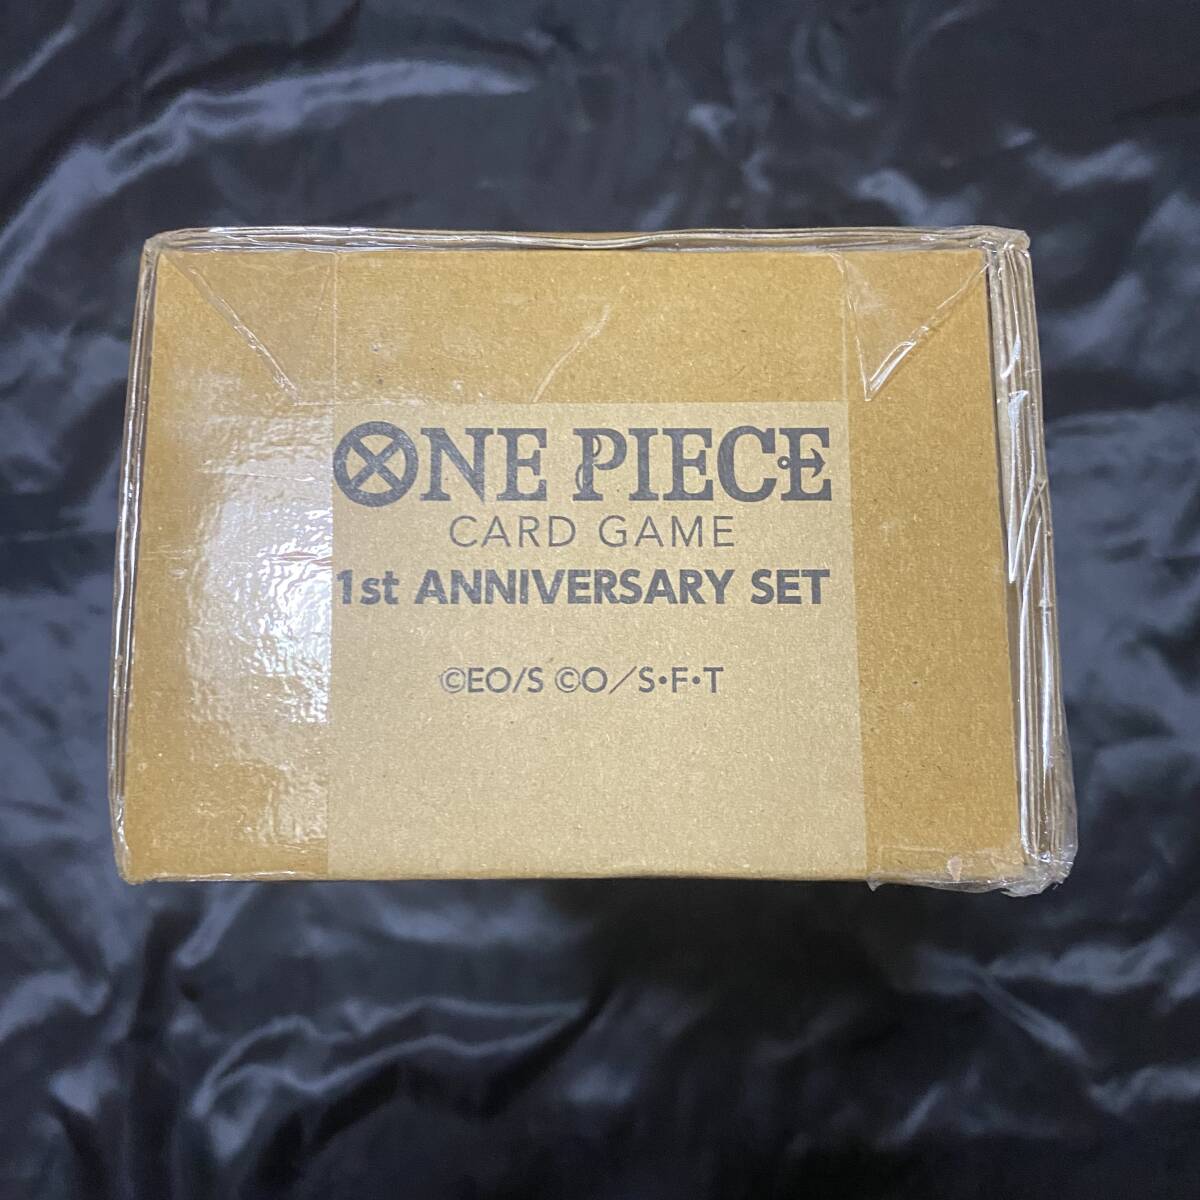 ONE PIECE
CARD GAME
1st ANNIVERSARY SET
©EO/S ©O／S・F・T